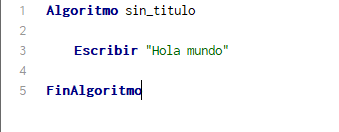 1 Algoritmo sin_titulo
2
3 Escribir "Hola mundo"
4
5 FinAlgoritmo